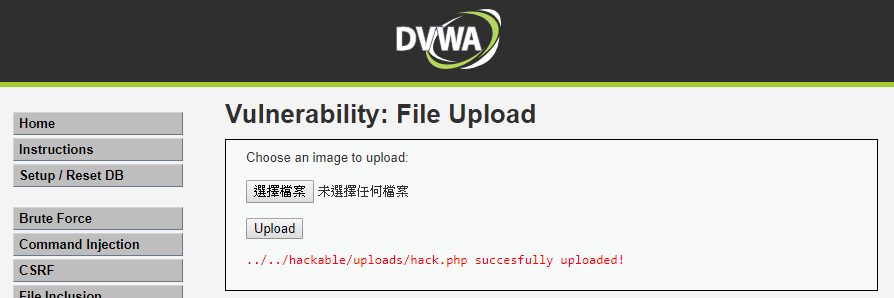 DVWA
Home
Instructions
Setup / Reset DB
Brute Force
Command Injection
CSRF
File Inclusion
Vulnerability: File Upload
Choose an image to upload:
選擇檔案 未選擇任何檔案
Upload
../../hackable/uploads/hack.php succesfully uploaded!